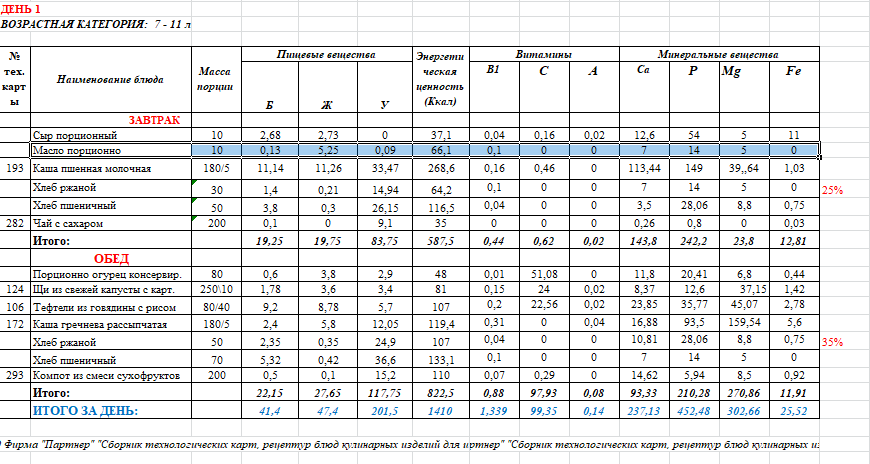 ДЕНЬ 1
ВОЗРАСТНАЯ КАТЕГОРИЯ: 7 - 11 л
№ тех. карт ы Наименование блюда Масса порции Пищевые вещества Энергети ческая ценность (Ккал) Витамины Минеральные вещества
Б Ж У В1 С А Са Р Mg Fe
ЗАВТРАК
Сыр порционный 10 2,68 2,73 0 37,1 0,04 0,16 0,02 12,6 54 5 11
Масло порционно 10 0,13 5,25 0,09 66,1 0,1 0 0 7 14 5 0
193 Каша пшенная молочная 180/5 11,14 11,26 33,47 268,6 0,16 0,46 0 113,44 149 39,,64 1,03
Хлеб ржаной 30 1,4 0,21 14,94 64,2 0,1 0 0 7 14 5 0 25%
Хлеб пшеничный 50 3,8 0,3 26,15 116,5 0,04 0 0 3,5 28,06 8,8 0,75
282 Чай с сахаром 200 0,1 0 9,1 35 0 0 0 0,26 0,8 0 0,03
Итого: 19,25 19,75 83,75 587,5 0,44 0,62 0,02 143,8 242,2 23,8 12,81
ОБЕД
Порционно огурец консервир. 80 0,6 3,8 2,9 48 0,01 51,08 0 11,8 20,41 6,8 0,44
124 Щи из свежей капусты с карт. 250\10 1,78 3,6 3,4 81 0,15 24 0,02 8,37 12,6 37,15 1,42
106 Тефтели из говядины с рисом 80/40 9,2 8,78 5,7 107 0,2 22,56 0,02 23,85 35,77 45,07 2,78
172 Каша гречнева рассыпчатая 180/5 2,4 5,8 12,05 119,4 0,31 0 0,04 16,88 93,5 159,54 5,6
Хлеб ржаной 50 2,35 0,35 24,9 107 0,04 0 0 10,81 28,06 8,8 0,75 35%
Хлеб пшеничный 70 5,32 0,42 36,6 133,1 0,1 0 0 7 14 5 0
293 Компот из смеси сухофруктов 200 0,5 0,1 15,2 110 0,07 0,29 0 14,62 5,94 8,5 0,92
Итого: 22,15 27,65 117,75 822,5 0,88 97,93 0,08 93,33 210,28 270,86 11,91
ИТОГО ЗА ДЕНЬ: 41,4 47,4 201,5 1410 1,339 99,35 0,14 237,13 452,48 302,66 25,52
) Фирма "Партнер" "Сборник технологических карт, рецептур блюд кулинарных изделий для иртнер" "Сборник технологических карт, рецептур блюд кулинарных из